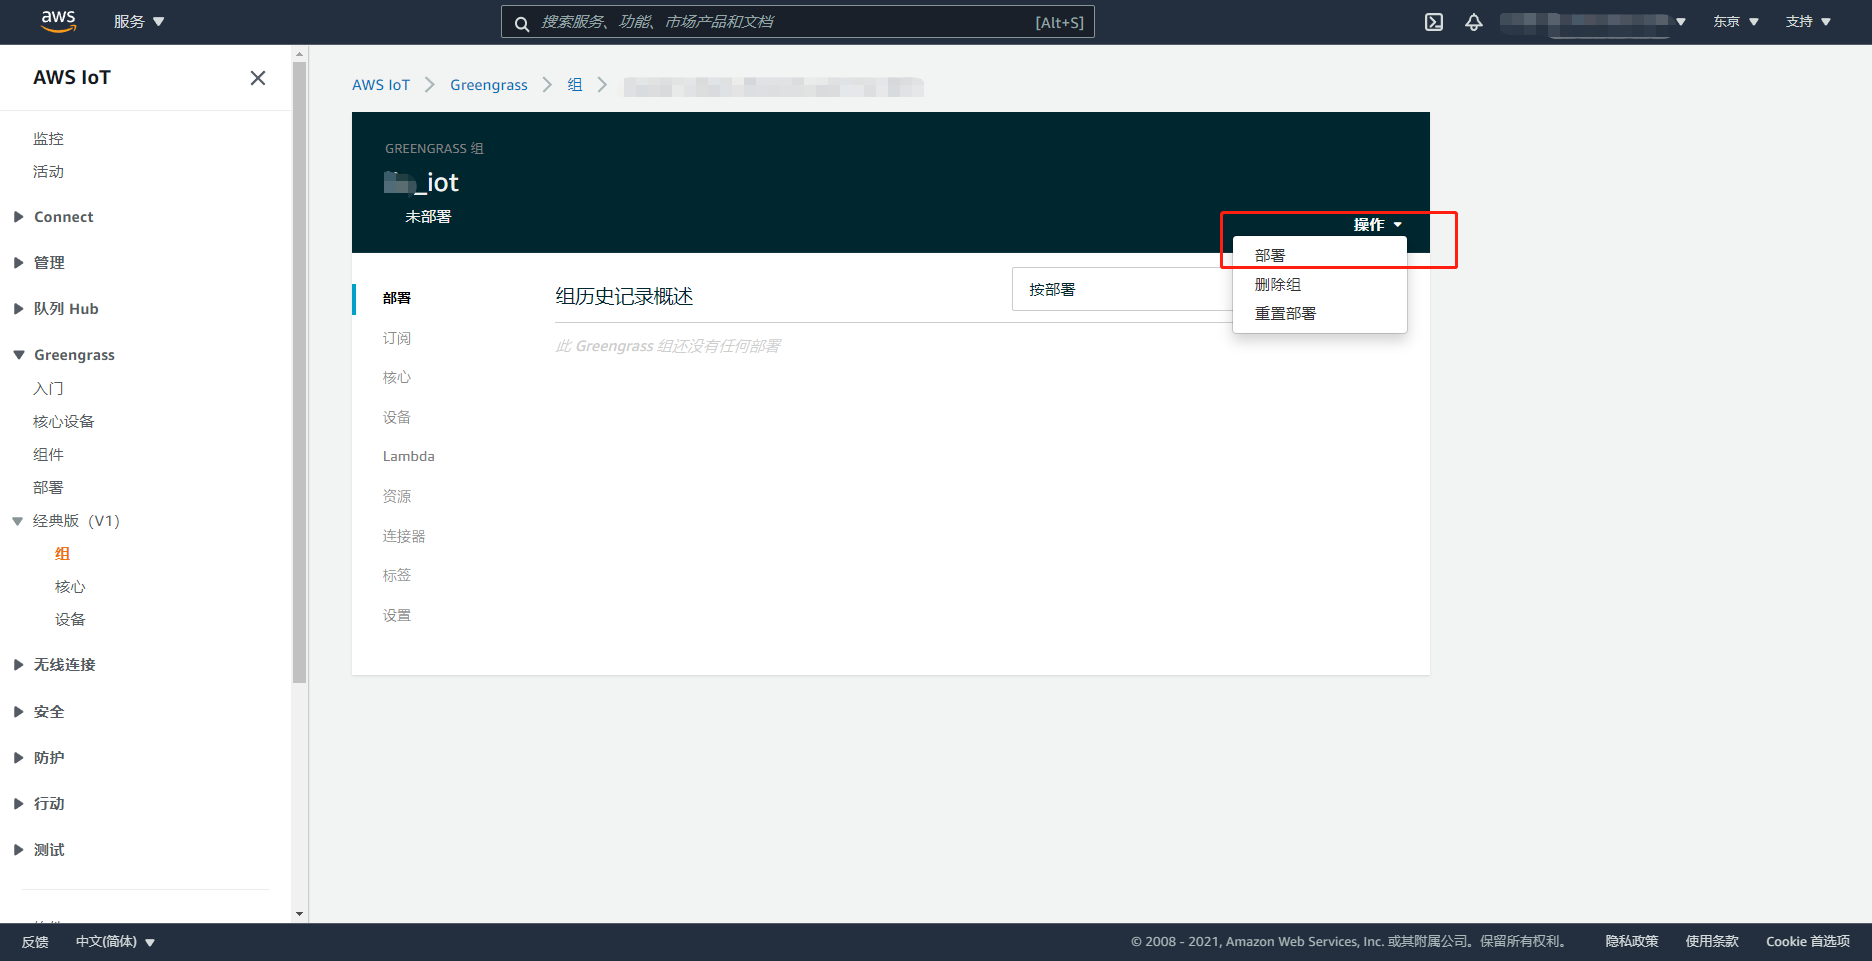 aws
服务
搜索服务、功能、市场产品和文档
[Alt+S]
东京
支持
AWS IoT
监控
活动
Connect
管理
队列 Hub
Greengrass
入门
核心设备
组件
部署
经典版（V1）
组
核心
设备
无线连接
安全
防护
行动
测试
AWS IoT
Greengrass
组
GREENGRASS 组
_iot
未部署
操作
部署
删除组
重置部署
部署
订阅
核心
设备
Lambda
资源
连接器
标签
设置
组历史记录概述
按部署
此 Greengrass 组还没有任何部署
反馈
中文(简体)
© 2008 - 2021, Amazon Web Services, Inc. 或其附属公司。保留所有权利。
隐私政策
使用条款
Cookie 首选项